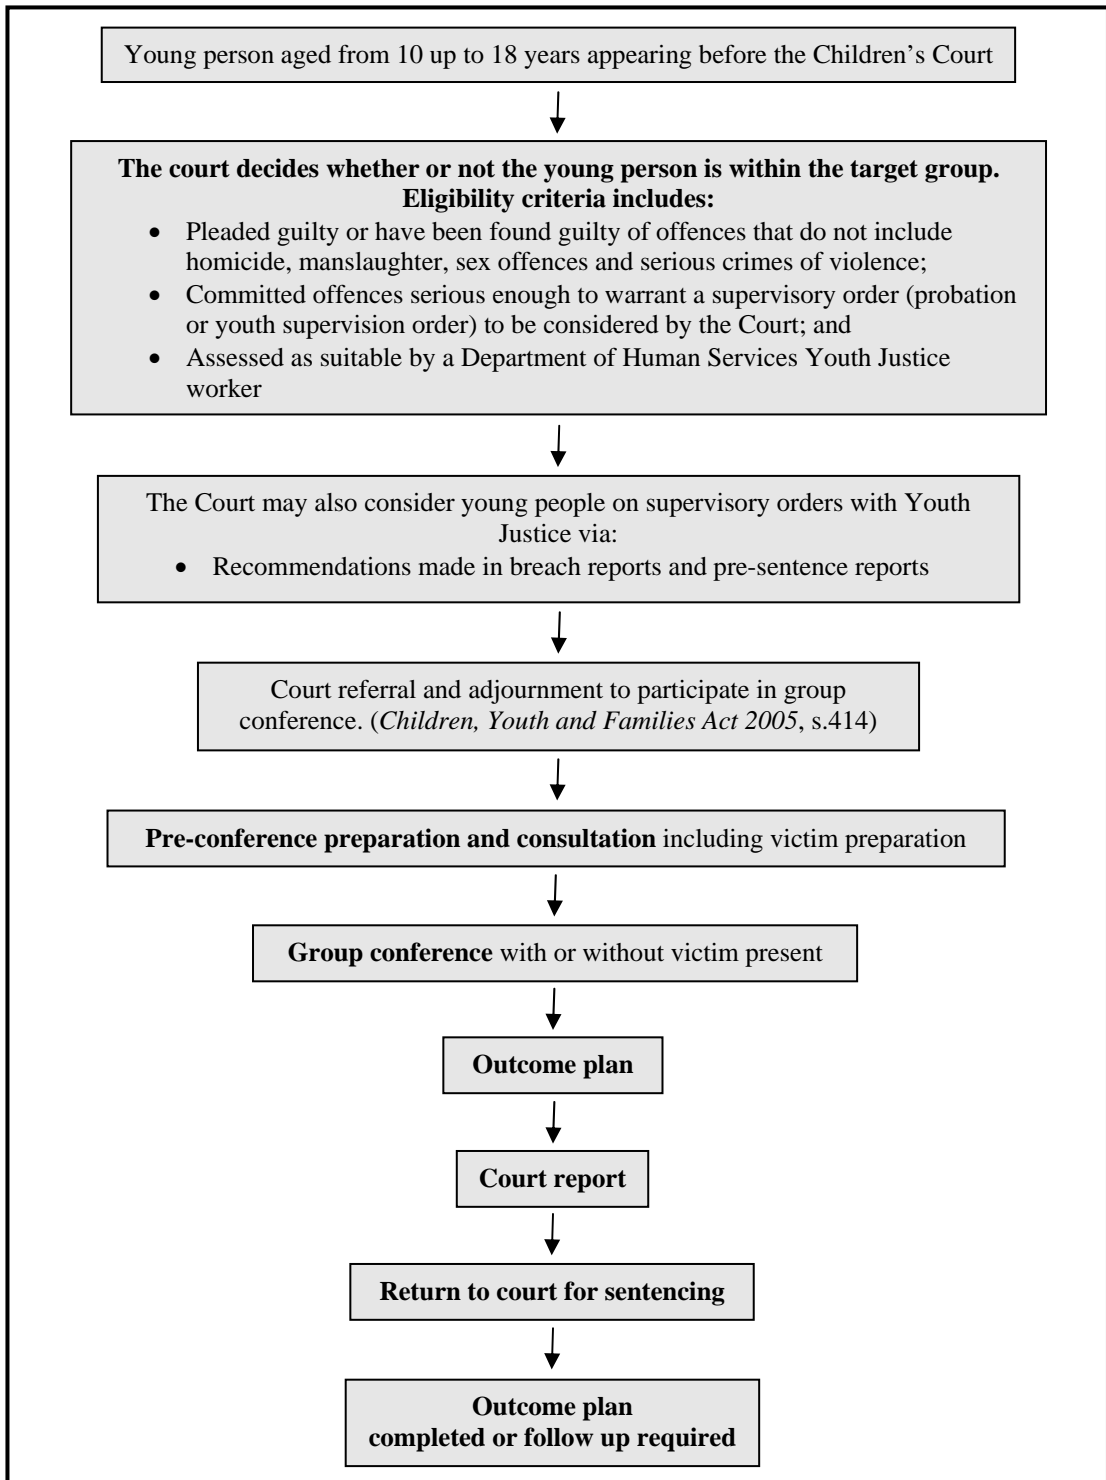 Young person aged from 10 up to 18 years appearing before the Children’s Court
The court decides whether or not the young person is within the target group.
Eligibility criteria includes:
• Pleaded guilty or have been found guilty of offences that do not include
homicide, manslaughter, sex offences and serious crimes of violence;
• Committed offences serious enough to warrant a supervisory order (probation
or youth supervision order) to be considered by the Court; and
• Assessed as suitable by a Department of Human Services Youth Justice
worker
The Court may also consider young people on supervisory orders with Youth
Justice via:
• Recommendations made in breach reports and pre-sentence reports
Court referral and adjournment to participate in group
conference. (Children, Youth and Families Act 2005, s.414)
Pre-conference preparation and consultation including victim preparation
Group conference with or without victim present
Outcome plan
Court report
Return to court for sentencing
Outcome plan
completed or follow up required